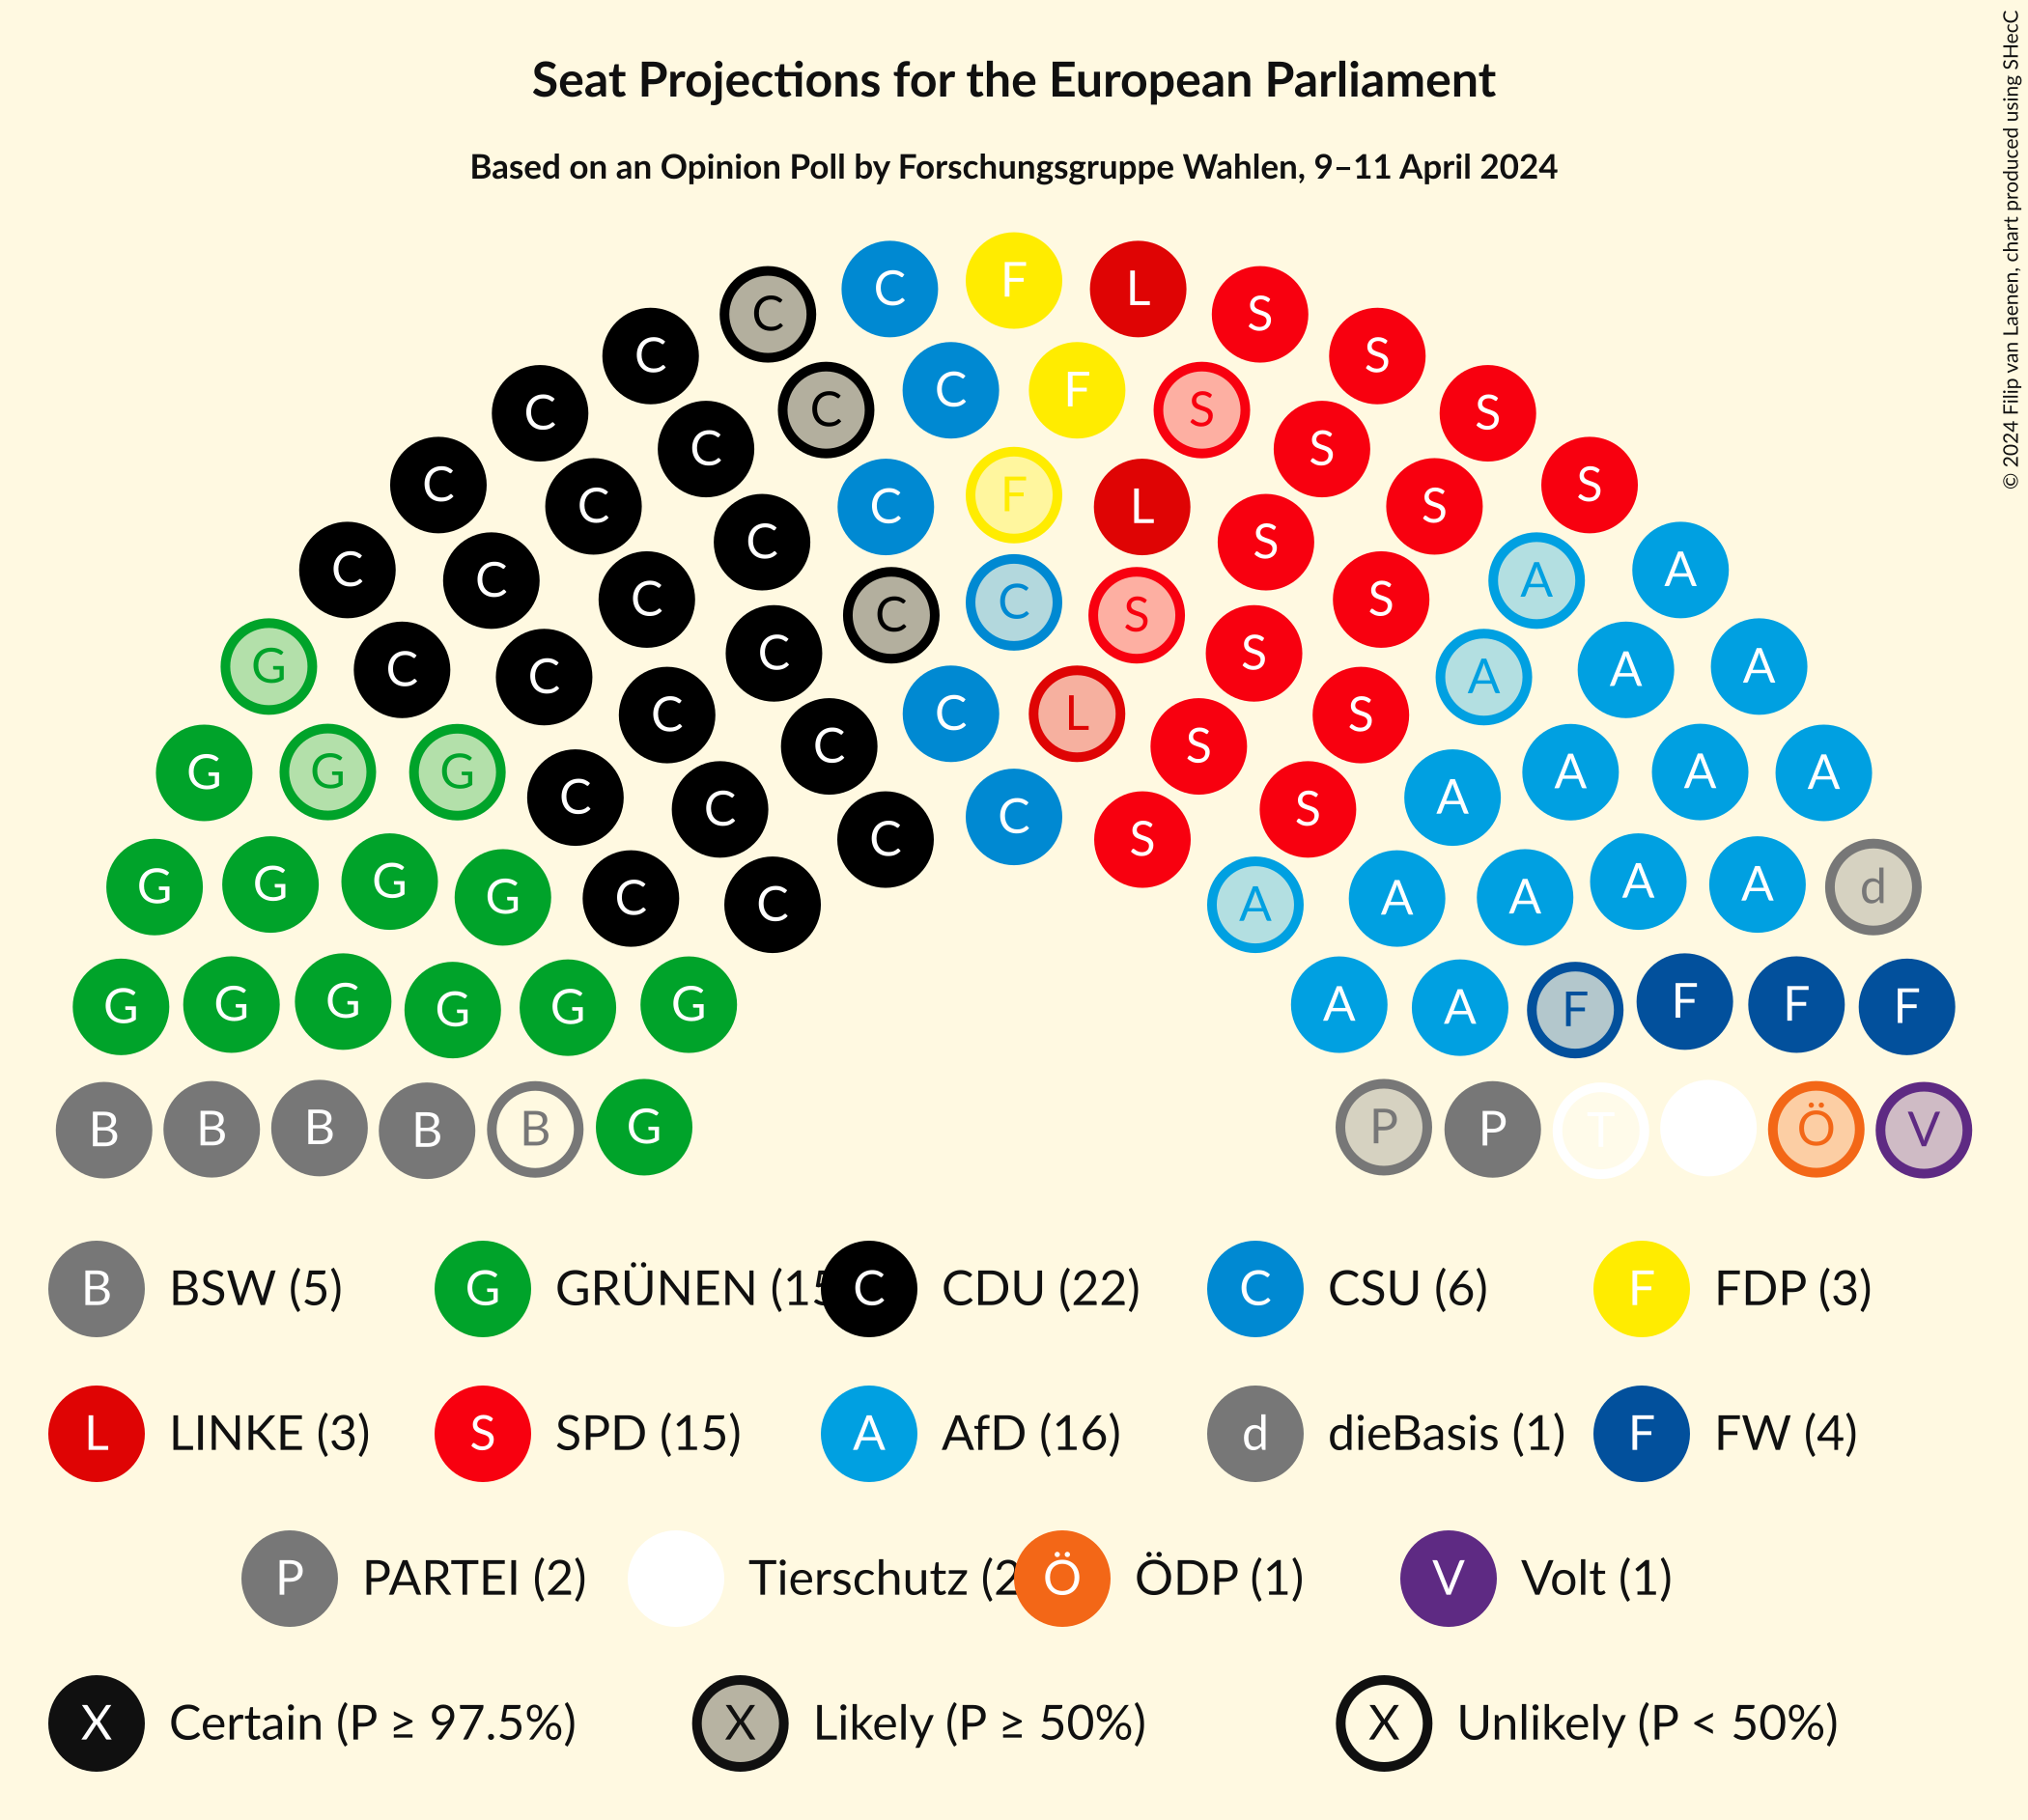 Seat Projections for the European Parliament
Based on an Opinion Poll by Forschungsgruppe Wahlen, 9–11 April 2024
© 2024 Filip van Laenen, chart produced using SHecC
C F L
C S
C S
C C F S S
C C S
C C F L S S
C C S A A
C C C C S S S
G C C A A A
C C L S
G G G C C S A A A A
C C C S
G G G G C C A A A A A d
G G G G G G A A F F F F
B B B B B G P P T Ö V
B BSW (5) G GRÜNEN (15 C CDU (22) C CSU (6) F FDP (3)
L LINKE (3) S SPD (15) A AfD (16) d dieBasis (1) F FW (4)
P PARTEI (2) Tierschutz (2 Ö ÖDP (1) V Volt (1)
X Certain (P ≥ 97.5%) X Likely (P ≥ 50%) X Unlikely (P < 50%)